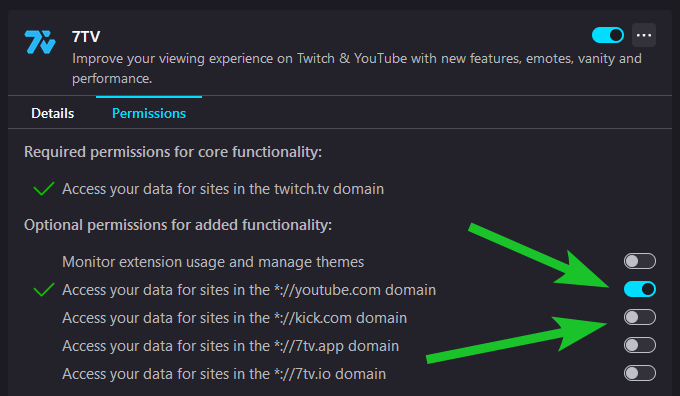 7TV
Improve your viewing experience on Twitch & YouTube with new features, emotes, vanity and
performance.
Details
Permissions
Required permissions for core functionality:
Access your data for sites in the twitch.tv domain
Optional permissions for added functionality:
Monitor extension usage and manage themes
Access your data for sites in the *://youtube.com domain
Access your data for sites in the *://kick.com domain
Access your data for sites in the *://7tv.app domain
Access your data for sites in the *://7tv.io domain